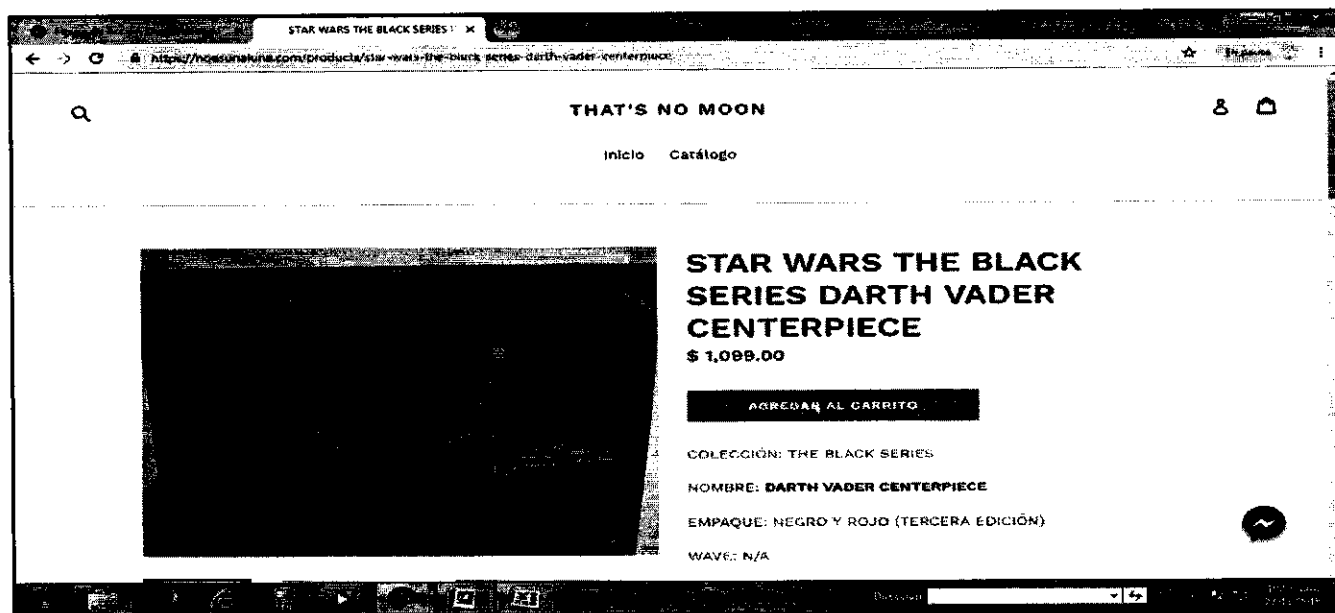 STAR WARS THE BLACK SERIES
THAT'S NO MOON
Inicio Catálogo
STAR WARS THE BLACK
SERIES DARTH VADER
CENTERPIECE
$ 1,099.00
AGREGAR AL CARRITO
COLECCIÓN: THE BLACK SERIES
NOMBRE: DARTH VADER CENTERPIECE
EMPAQUE: NEGRO Y ROJO (TERCERA EDICIÓN)
WAVE: N/A